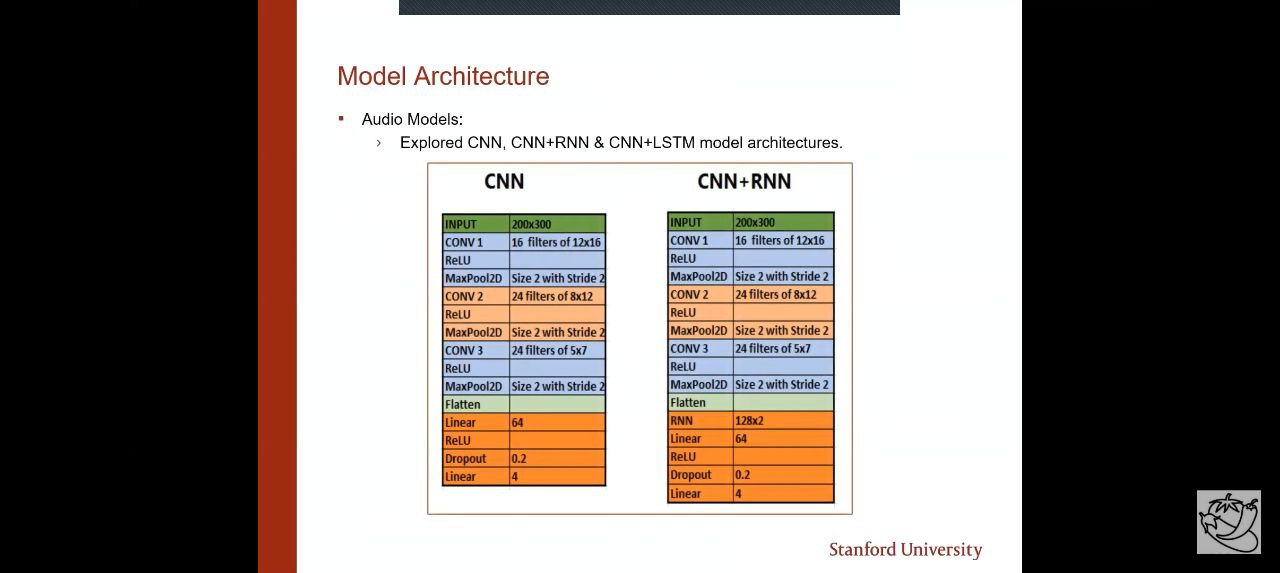 Model Architecture
▪ Audio Models:
› Explored CNN, CNN+RNN & CNN+LSTM model architectures.
CNN
INPUT 200x300
CONV 1 16 filters of 12x16
ReLU
MaxPool2D Size 2 with Stride 2
CONV 2 24 filters of 8x12
ReLU
MaxPool2D Size 2 with Stride 2
CONV 3 24 filters of 5x7
ReLU
MaxPool2D Size 2 with Stride 2
Flatten
Linear 64
ReLU
Dropout 0.2
Linear 4
CNN+RNN
INPUT 200x300
CONV 1 16 filters of 12x16
ReLU
MaxPool2D Size 2 with Stride 2
CONV 2 24 filters of 8x12
ReLU
MaxPool2D Size 2 with Stride 2
CONV 3 24 filters of 5x7
ReLU
MaxPool2D Size 2 with Stride 2
Flatten
RNN 128x2
Linear 64
ReLU
Dropout 0.2
Linear 4
Stanford University